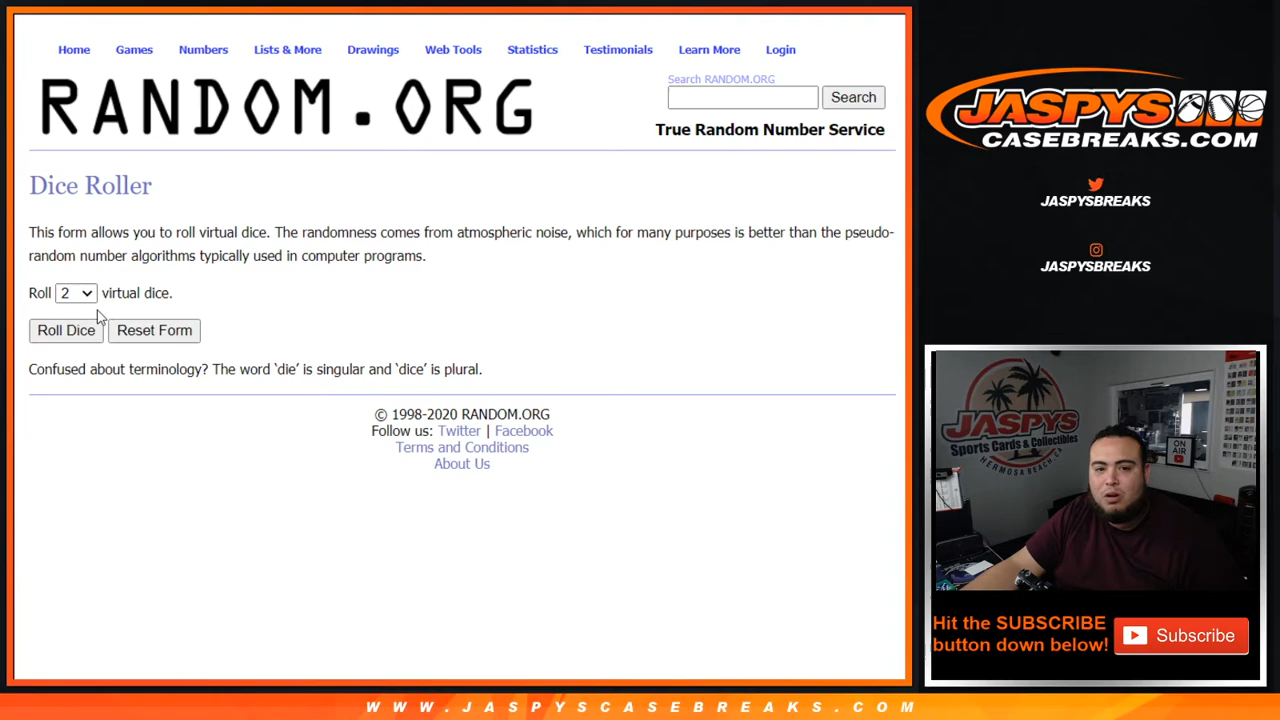 Home Games Numbers Lists & More Drawings Web Tools Statistics Testimonials Learn More Login
RANDOM.ORG
Search RANDOM.ORG
Search
True Random Number Service
Dice Roller
This form allows you to roll virtual dice. The randomness comes from atmospheric noise, which for many purposes is better than the pseudo-
random number algorithms typically used in computer programs.
Roll 2 virtual dice.
Roll Dice Reset Form
Confused about terminology? The word ‘die’ is singular and ‘dice’ is plural.
© 1998-2020 RANDOM.ORG
Follow us: Twitter | Facebook
Terms and Conditions
About Us
JASPYS
CASEBREAKS.COM
JASPYSBREAKS
JASPYSBREAKS
JASPYS
Sports Cards & Collectibles
HERMOSA BEACH, CA
ON
AIR
Hit the SUBSCRIBE
button down below!
Subscribe
WWW.JASPYSCASEBREAKS.COM